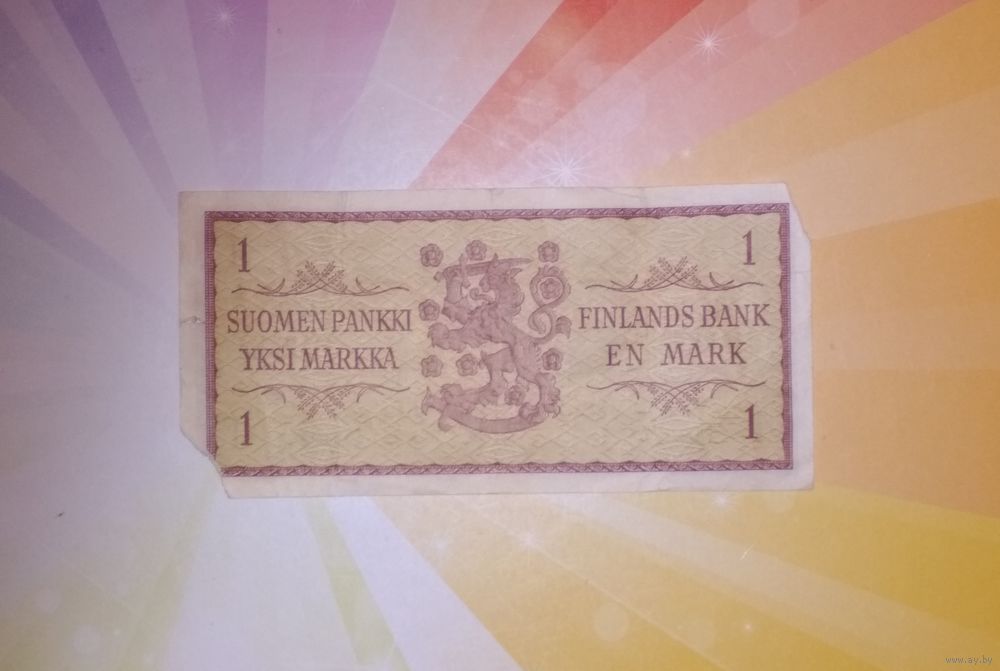 1
1
SUOMEN PANKKI
FINLANDS BANK
YKSI MARKKA
EN MARK
1
1
www.ay.by